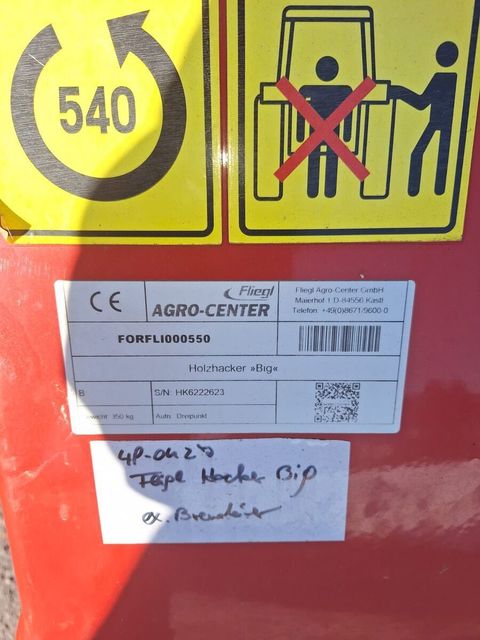 540
CE
Fliegl
AGRO-CENTER
Fliegl Agro-Center GmbH
Maierhof 1 D-84556 Kastl
Telefon: +49(0)8671/9600-0
FORFLI000550
Holzhacker »Big«
B
S/N: HK6222623
Gewicht: 350 kg
Dreipunkt
Hacker Big
ex.